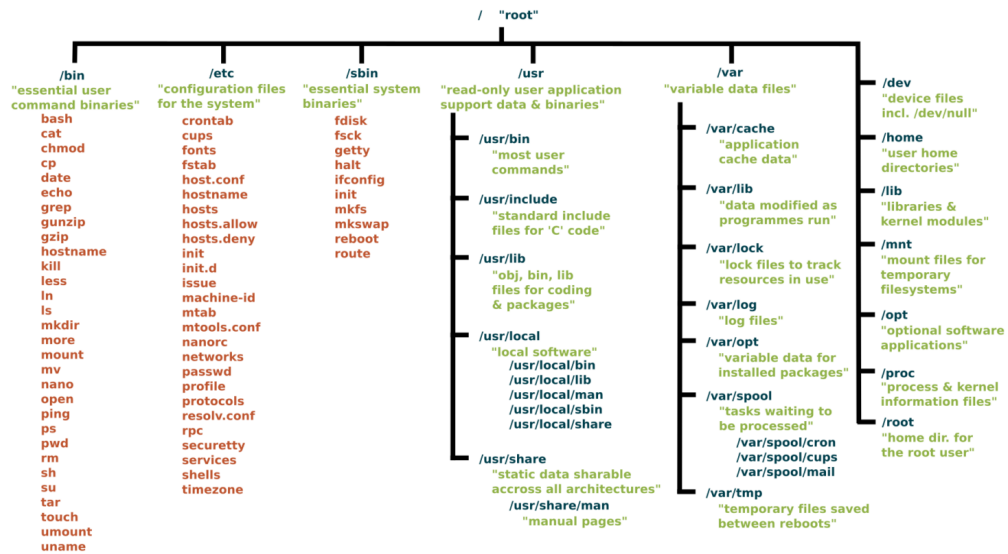 / "root"
/bin
"essential user
command binaries"
bash
cat
chmod
cp
date
echo
grep
gunzip
gzip
hostname
kill
less
ln
ls
mkdir
more
mount
mv
nano
open
ping
ps
pwd
rm
sh
su
tar
touch
umount
uname
/etc
"configuration files
for the system"
crontab
cups
fonts
fstab
host.conf
hostname
hosts
hosts.allow
hosts.deny
init
init.d
issue
machine-id
mtab
mtools.conf
nanorc
networks
passwd
profile
protocols
resolv.conf
rpc
securetty
services
shells
timezone
/sbin
"essential system
binaries"
fdisk
fsck
getty
halt
ifconfig
init
mkfs
mkswap
reboot
route
/usr
"read-only user application
support data & binaries"
/usr/bin
"most user
commands"
/usr/include
"standard include
files for 'C' code"
/usr/lib
"obj, bin, lib
files for coding
& packages"
/usr/local
"local software"
/usr/local/bin
/usr/local/lib
/usr/local/man
/usr/local/sbin
/usr/local/share
/usr/share
"static data sharable
accross all architectures"
/usr/share/man
"manual pages"
/var
"variable data files"
/var/cache
"application
cache data"
/var/lib
"data modified as
programmes run"
/var/lock
"lock files to track
resources in use"
/var/log
"log files"
/var/opt
"variable data for
installed packages"
/var/spool
"tasks waiting to
be processed"
/var/spool/cron
/var/spool/cups
/var/spool/mail
/var/tmp
"temporary files saved
between reboots"
/dev
"device files
incl. /dev/null"
/home
"user home
directories"
/lib
"libraries &
kernel modules"
/mnt
"mount files for
temporary
filesystems"
/opt
"optional software
applications"
/proc
"process & kernel
information files"
/root
"home dir. for
the root user"